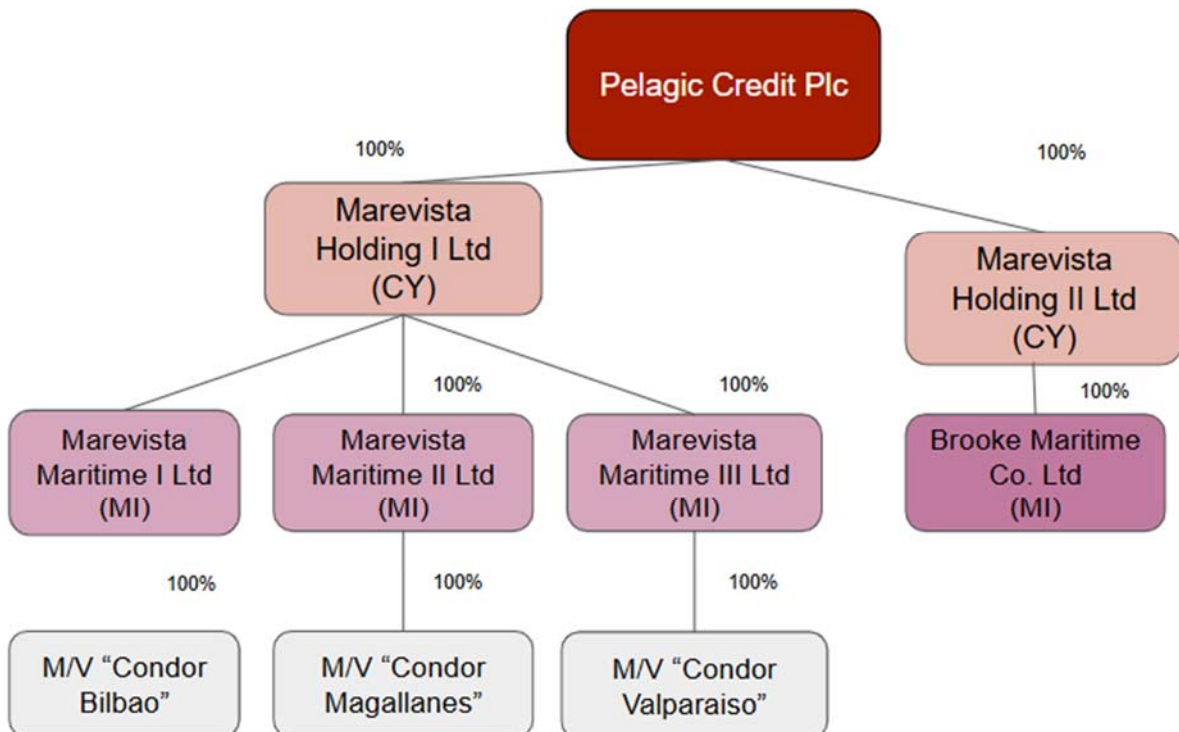 Pelagic Credit Plc
100%
100%
Marevista
Holding I Ltd
(CY)
Marevista
Holding II Ltd
(CY)
100%
100%
100%
Marevista
Maritime I Ltd
(MI)
Marevista
Maritime II Ltd
(MI)
Marevista
Maritime III Ltd
(MI)
Brooke Maritime
Co. Ltd
(MI)
100%
100%
100%
M/V “Condor
Bilbao”
M/V “Condor
Magallanes”
M/V “Condor
Valparaiso”